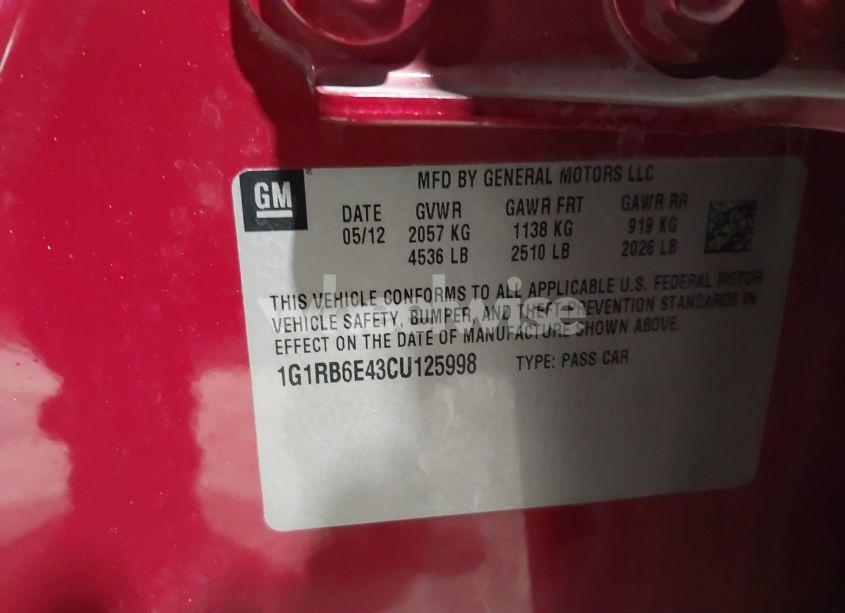 GM
MFD BY GENERAL MOTORS LLC
DATE GVWR GAWR FRT GAWR RR
05/12 2057 KG 1138 KG 919 KG
4536 LB 2510 LB 2026 LB
THIS VEHICLE CONFORMS TO ALL APPLICABLE U.S. FEDERAL MOTOR
VEHICLE SAFETY, BUMPER, AND THEFT PREVENTION STANDARDS IN
EFFECT ON THE DATE OF MANUFACTURE SHOWN ABOVE.
1G1RB6E43CU125998 TYPE: PASS CAR